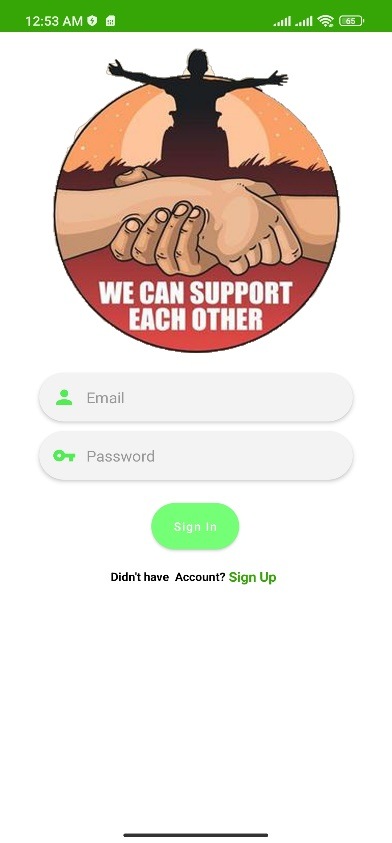 12:53 AM 65
WE CAN SUPPORT
EACH OTHER
Email
Password
Sign In
Didn't have Account? Sign Up